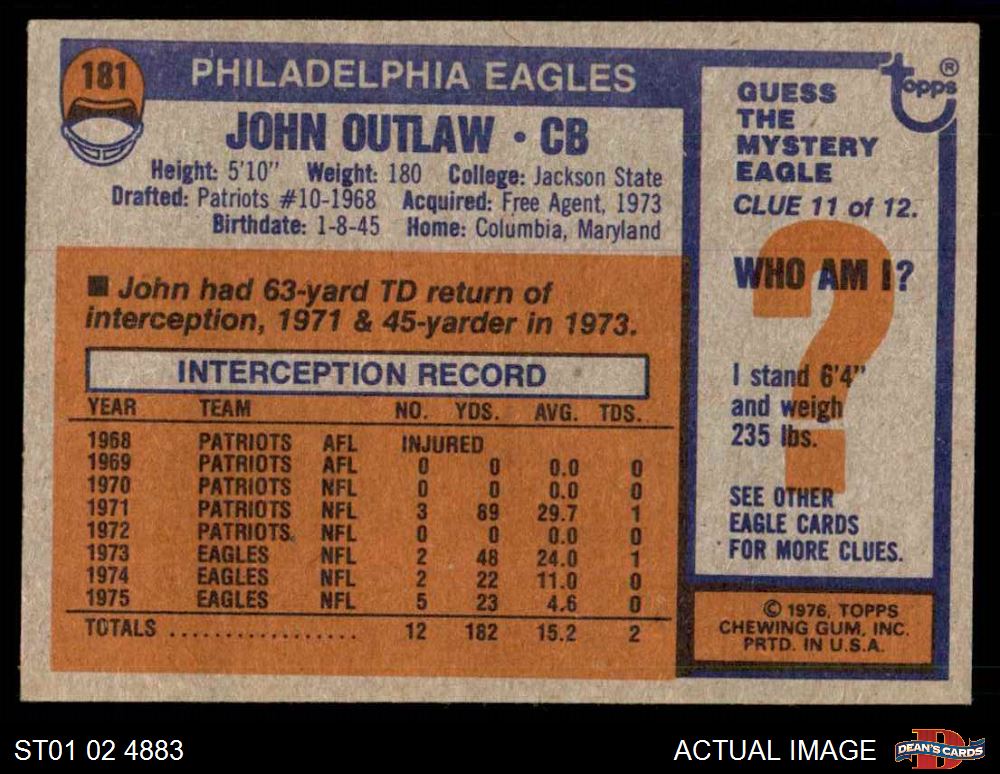 181
PHILADELPHIA EAGLES
JOHN OUTLAW • CB
Height: 5'10" Weight: 180 College: Jackson State
Drafted: Patriots #10-1968 Acquired: Free Agent, 1973
Birthdate: 1-8-45 Home: Columbia, Maryland
■ John had 63-yard TD return of
interception, 1971 & 45-yarder in 1973.
INTERCEPTION RECORD
YEAR TEAM NO. YDS. AVG. TDS.
1968 PATRIOTS AFL INJURED
1969 PATRIOTS AFL 0 0 0.0 0
1970 PATRIOTS NFL 0 0 0.0 0
1971 PATRIOTS NFL 3 89 29.7 1
1972 PATRIOTS NFL 0 0 0.0 0
1973 EAGLES NFL 2 48 24.0 1
1974 EAGLES NFL 2 22 11.0 0
1975 EAGLES NFL 5 23 4.6 0
TOTALS .................. 12 182 15.2 2
topps ®
GUESS
THE
MYSTERY
EAGLE
CLUE 11 of 12.
WHO AM I?
?
I stand 6'4"
and weigh
235 lbs.
SEE OTHER
EAGLE CARDS
FOR MORE CLUES.
© 1976, TOPPS
CHEWING GUM, INC.
PRTD. IN U.S.A.
ST01 02 4883
ACTUAL IMAGE
D
DEAN'S CARDS